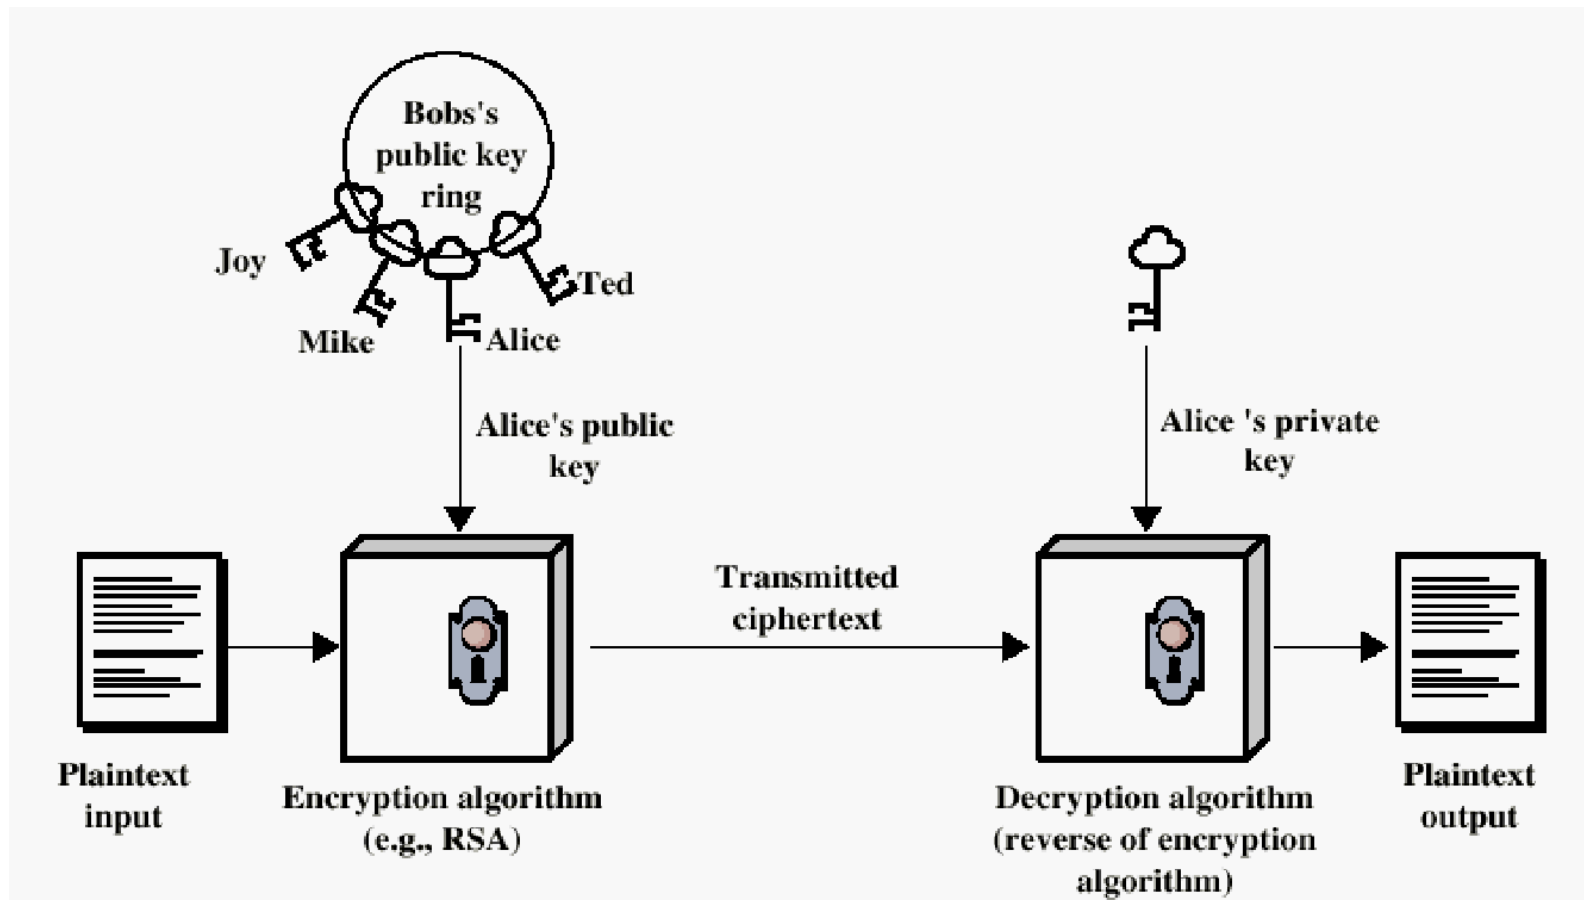 Bobs's
public key
ring
Joy
Ted
Mike
Alice
Alice's public
key
Alice 's private
key
Transmitted
ciphertext
Plaintext
input
Encryption algorithm
(e.g., RSA)
Decryption algorithm
(reverse of encryption
algorithm)
Plaintext
output